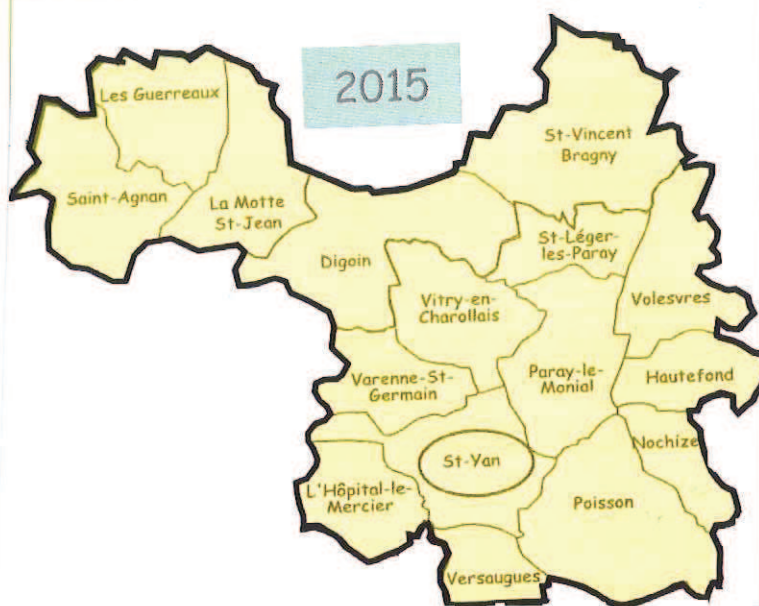 2015
Les Guerreaux
St-Vincent
Bragny
Saint-Agnan
La Motte
St-Jean
St-Léger-
les-Paray
Digoin
Vitry-en-
Charollais
Volesvres
Varenne-St-
Germain
Paray-le-
Monial
Hautefond
Nochize
St-Yan
L'Hôpital-le-
Mercier
Poisson
Versaugues